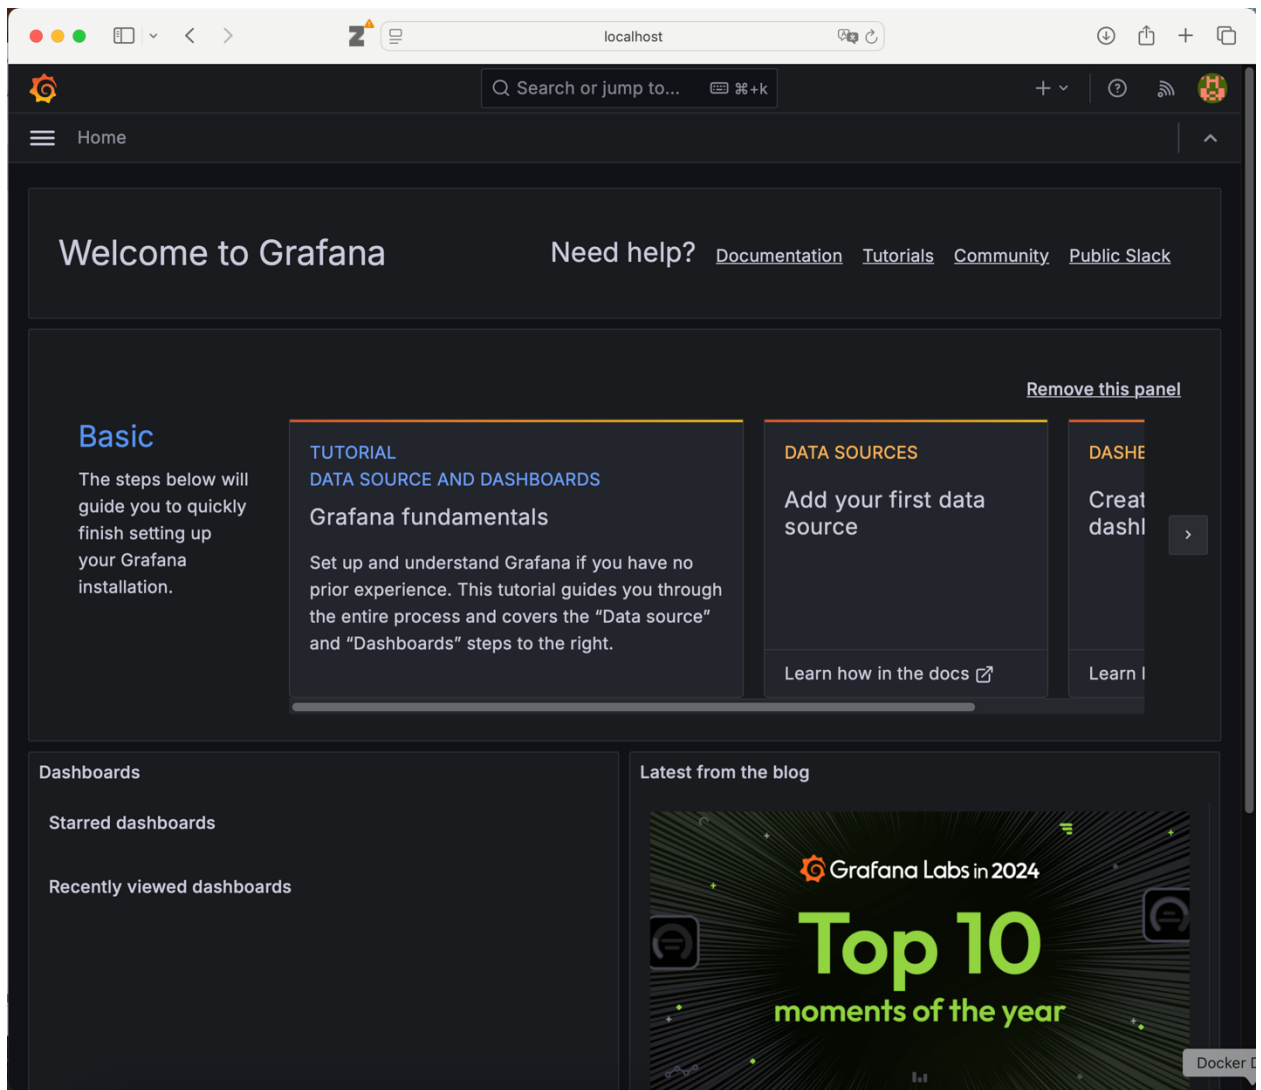 localhost
Search or jump to... ⌘+k
Home
Welcome to Grafana
Need help? Documentation Tutorials Community Public Slack
Remove this panel
Basic
The steps below will
guide you to quickly
finish setting up
your Grafana
installation.
TUTORIAL
DATA SOURCE AND DASHBOARDS
Grafana fundamentals
Set up and understand Grafana if you have no
prior experience. This tutorial guides you through
the entire process and covers the “Data source”
and “Dashboards” steps to the right.
DATA SOURCES
Add your first data
source
Learn how in the docs
DASHB
Creat
dashl
Learn
Dashboards
Starred dashboards
Recently viewed dashboards
Latest from the blog
Grafana Labs in 2024
Top 10
moments of the year
Docker